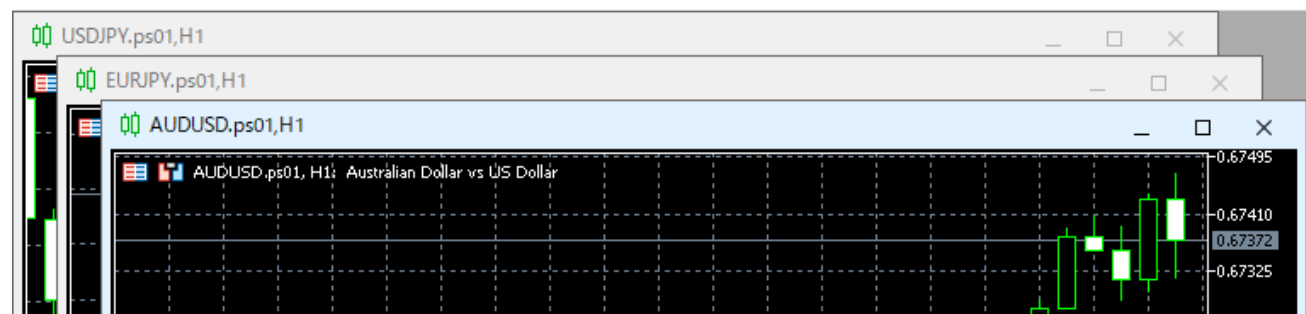 USDJPY.ps01,H1
EURJPY.ps01,H1
AUDUSD.ps01,H1
AUDUSD.ps01, H1: Australian Dollar vs US Dollar
0.67495
0.67410
0.67372
0.67325